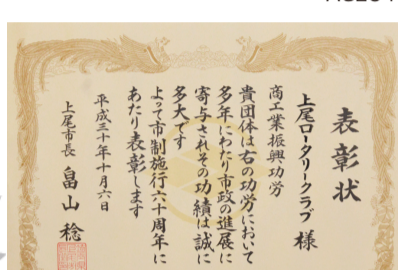 表彰状
上尾ロータリークラブ 様
商工業振興功労
貴団体は右の功労において
多年にわたり市政の進展に
寄与されその功績は誠に
多大です
よって市制施行六十周年に
あたり表彰します
平成三十年十月六日
上尾市長 畠山 稔